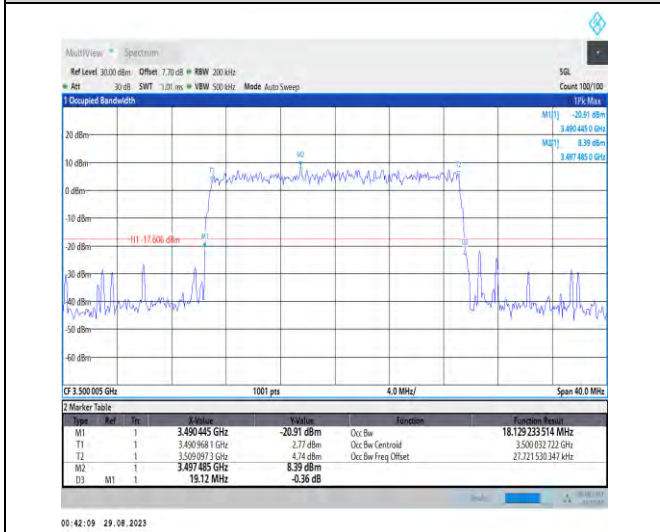 MultiView Spectrum
Ref Level 30.00 dBm Offset 7.70 dB RBW 200 kHz SGL
Att 30 dB SWT 1.01 ms VBW 500 kHz Mode Auto Sweep Count 100/100
1 Occupied Bandwidth 1Pk Max
M1[1] -20.91 dBm
3.490 445 0 GHz
M2[1] 8.39 dBm
3.497 485 0 GHz
20 dBm
M2
10 dBm
T1 T2
0 dBm
-10 dBm
H1 -17.606 dBm M1
D3
-30 dBm
-40 dBm
-50 dBm
-60 dBm
CF 3.500 005 GHz 1001 pts 4.0 MHz/ Span 40.0 MHz
2 Marker Table
Type Ref Trc X-Value Y-Value Function Function Result
M1 1 3.490 445 GHz -20.91 dBm Occ Bw 18.129 233 514 MHz
T1 1 3.490 968 1 GHz 2.77 dBm Occ Bw Centroid 3.500 032 722 GHz
T2 1 3.509 097 3 GHz 4.74 dBm Occ Bw Freq Offset 27.721 530 347 kHz
M2 1 3.497 485 GHz 8.39 dBm
D3 M1 1 19.12 MHz -0.36 dB
00:42:09 29.08.2023